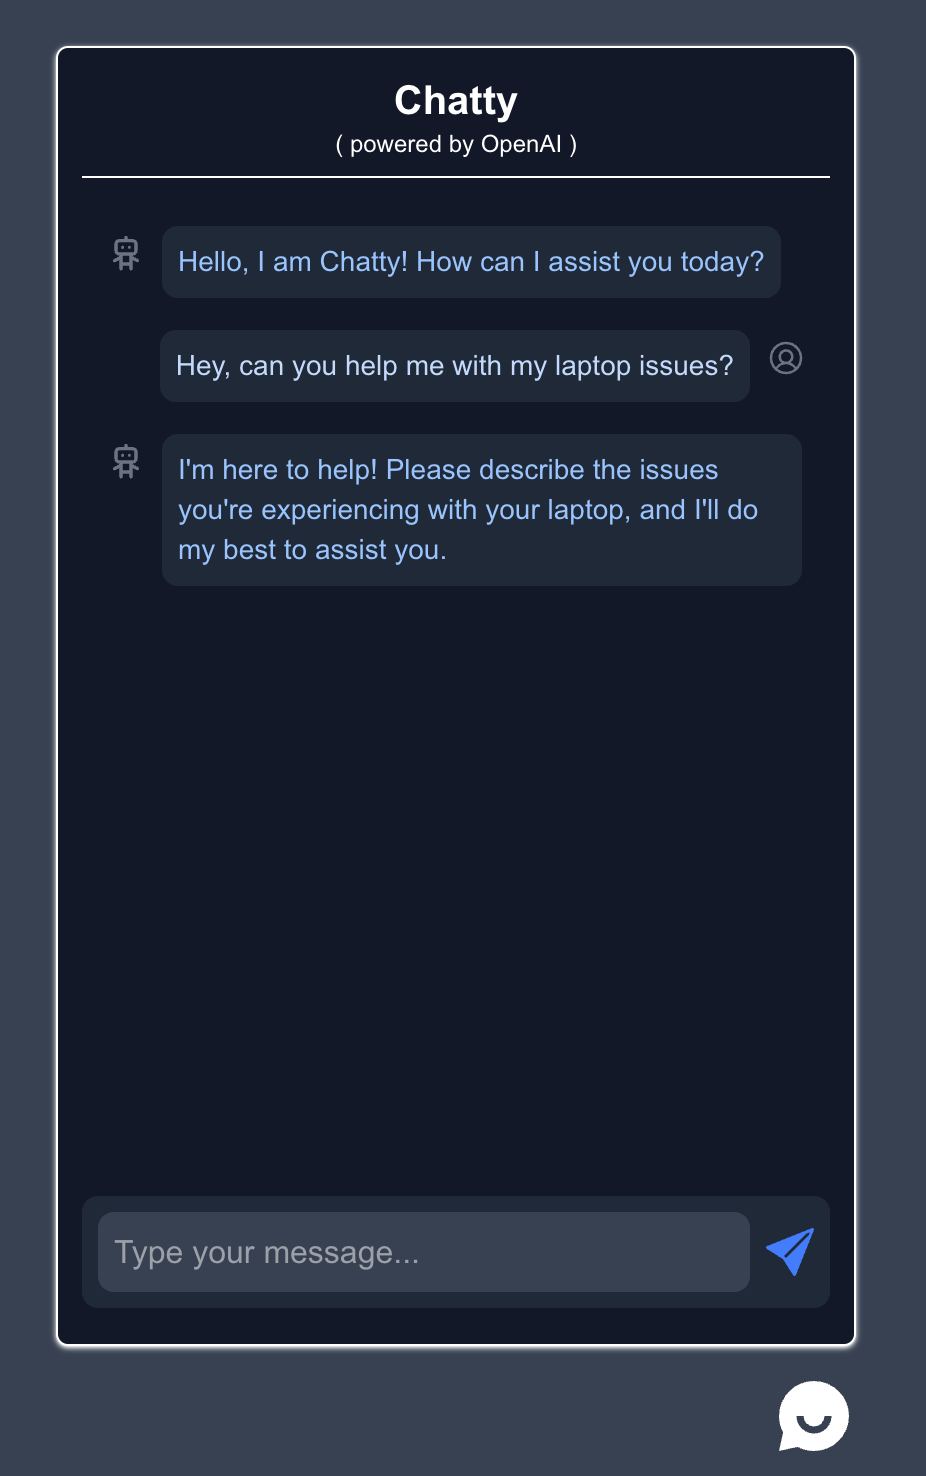 Chatty
( powered by OpenAI )
Hello, I am Chatty! How can I assist you today?
Hey, can you help me with my laptop issues?
I'm here to help! Please describe the issues
you're experiencing with your laptop, and I'll do
my best to assist you.
Type your message...